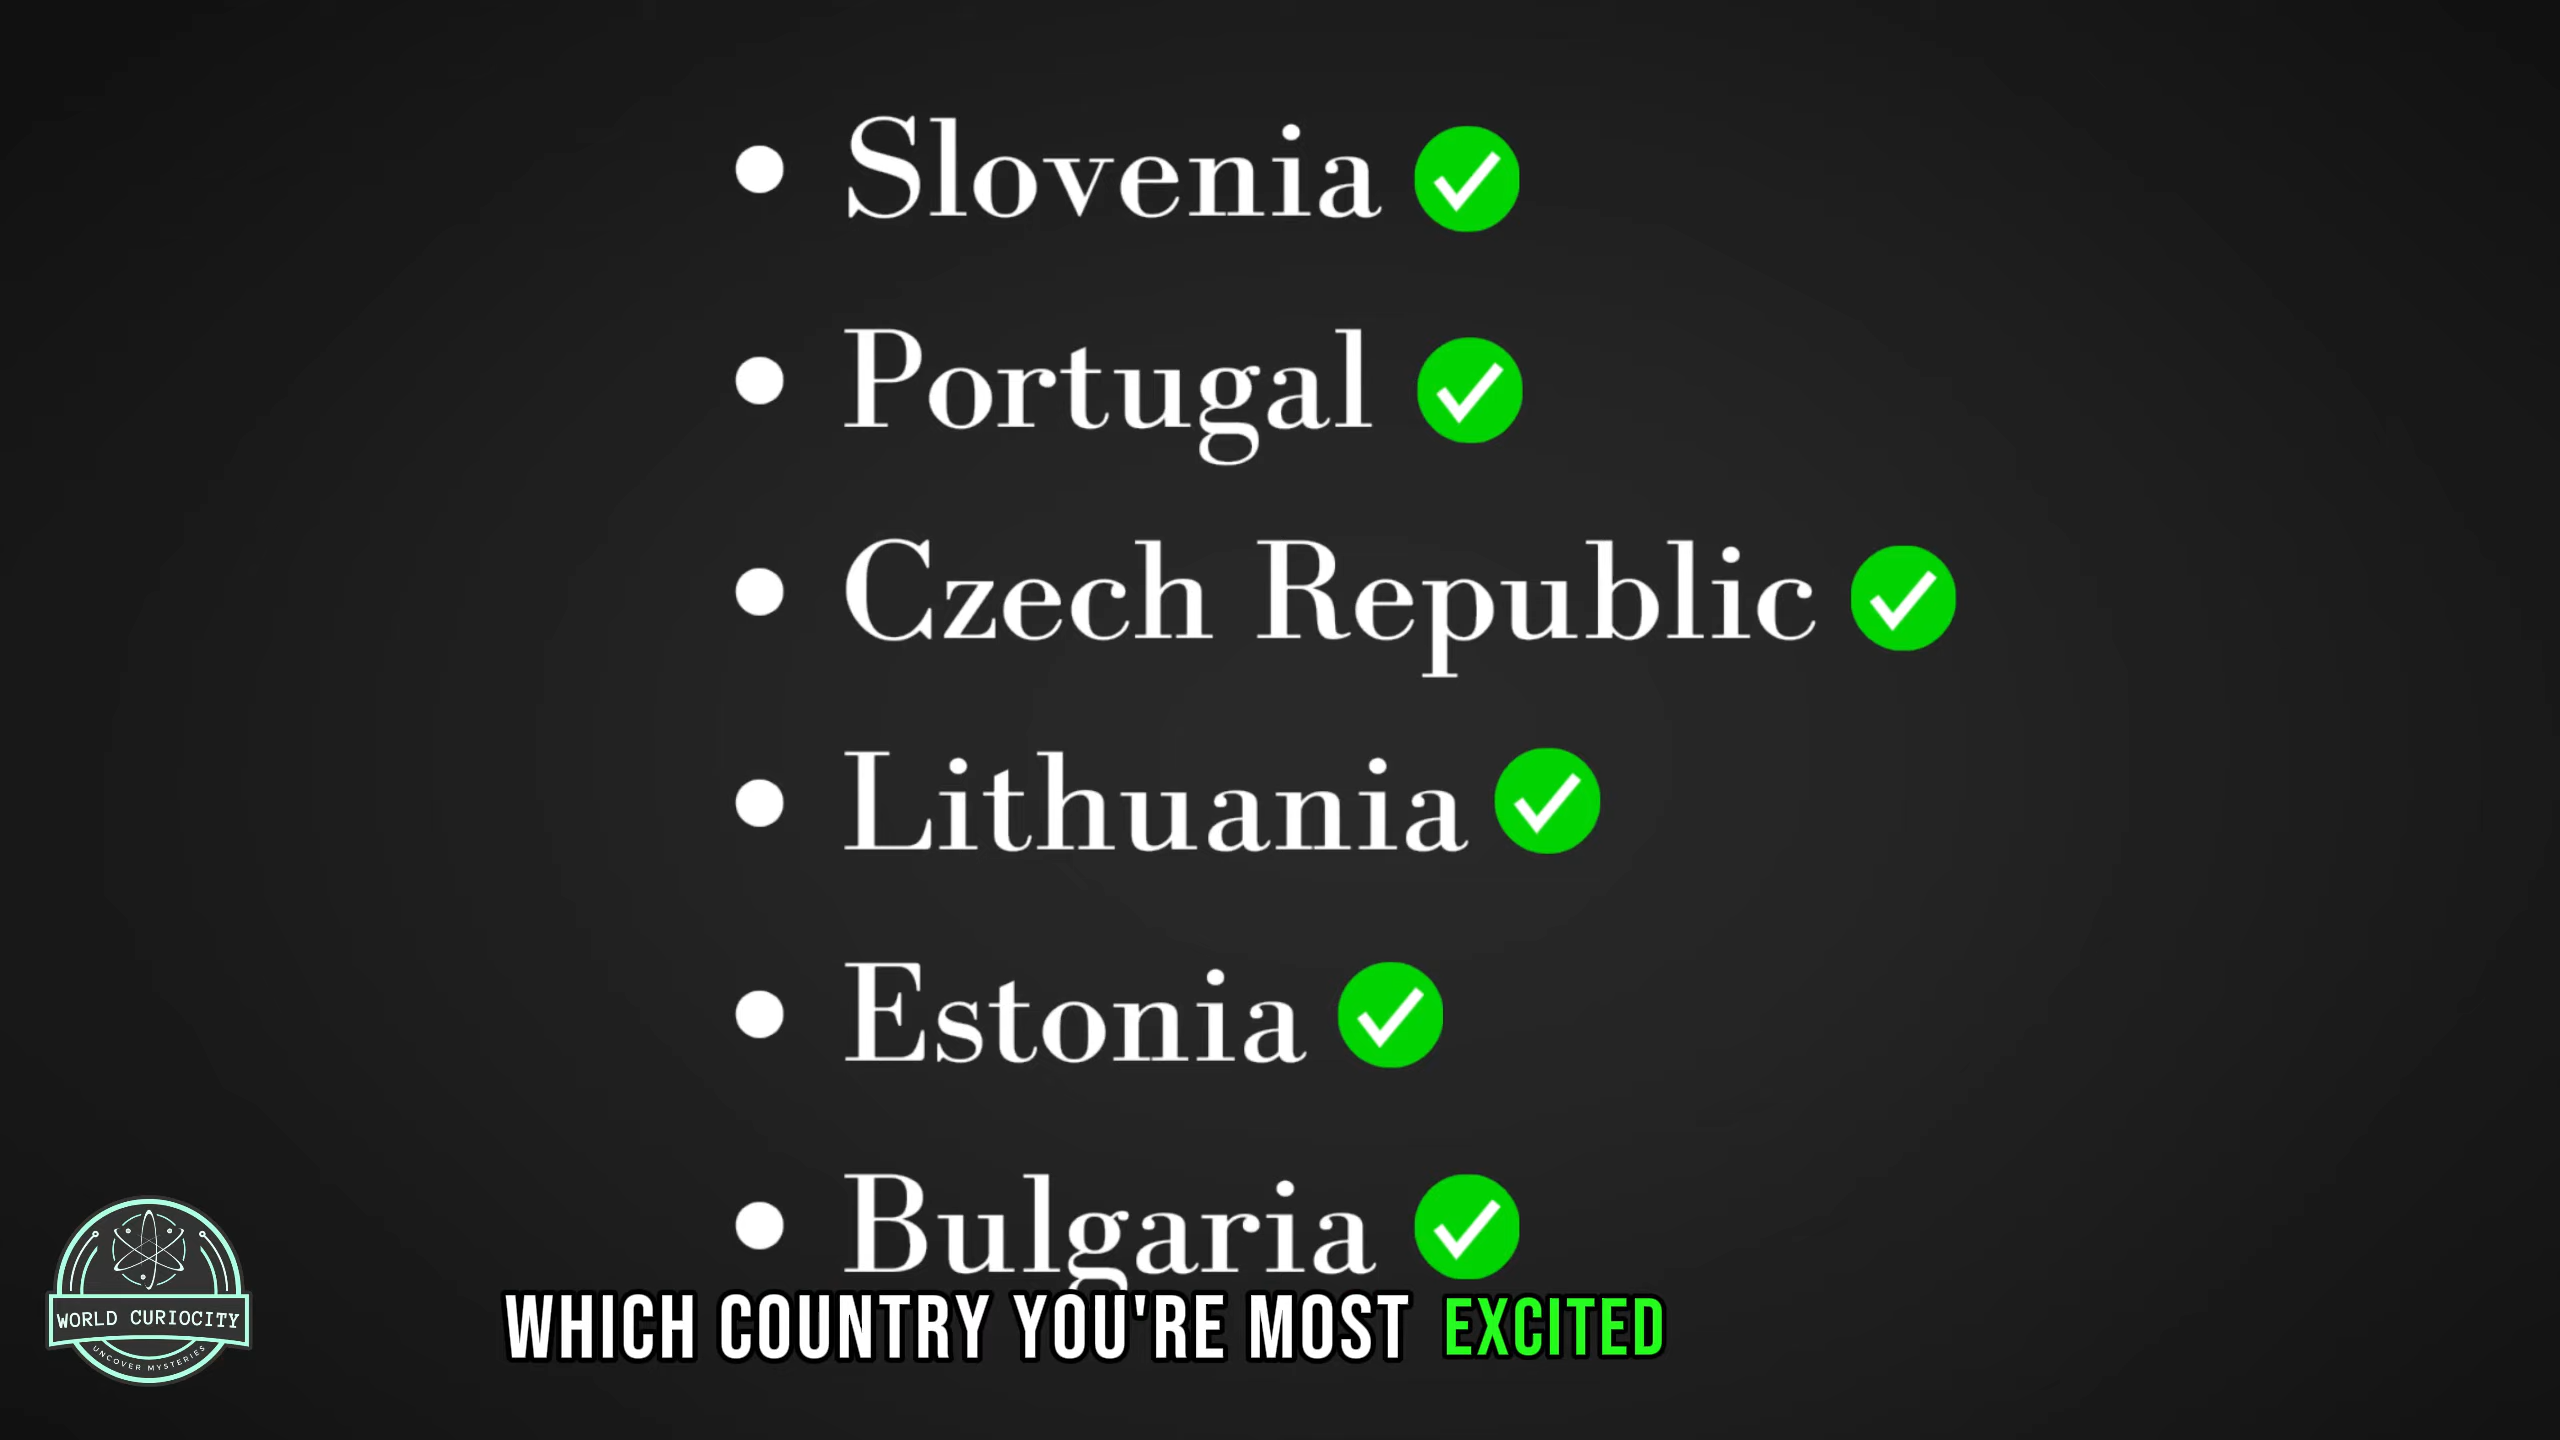 • Slovenia
• Portugal
• Czech Republic
• Lithuania
• Estonia
• Bulgaria
WHICH COUNTRY YOU'RE MOST EXCITED
WORLD CURIOCITY
UNCOVER MYSTERIES